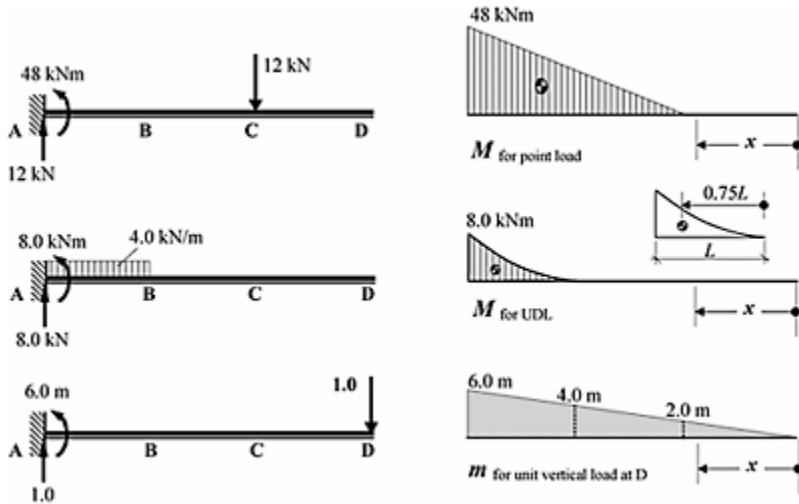 48 kNm
12 kN
A B C D
12 kN
48 kNm
M for point load
x
8.0 kNm
4.0 kN/m
A B C D
8.0 kN
8.0 kNm
0.75L
L
M for UDL
x
6.0 m
1.0
A B C D
1.0
6.0 m
4.0 m
2.0 m
m for unit vertical load at D
x